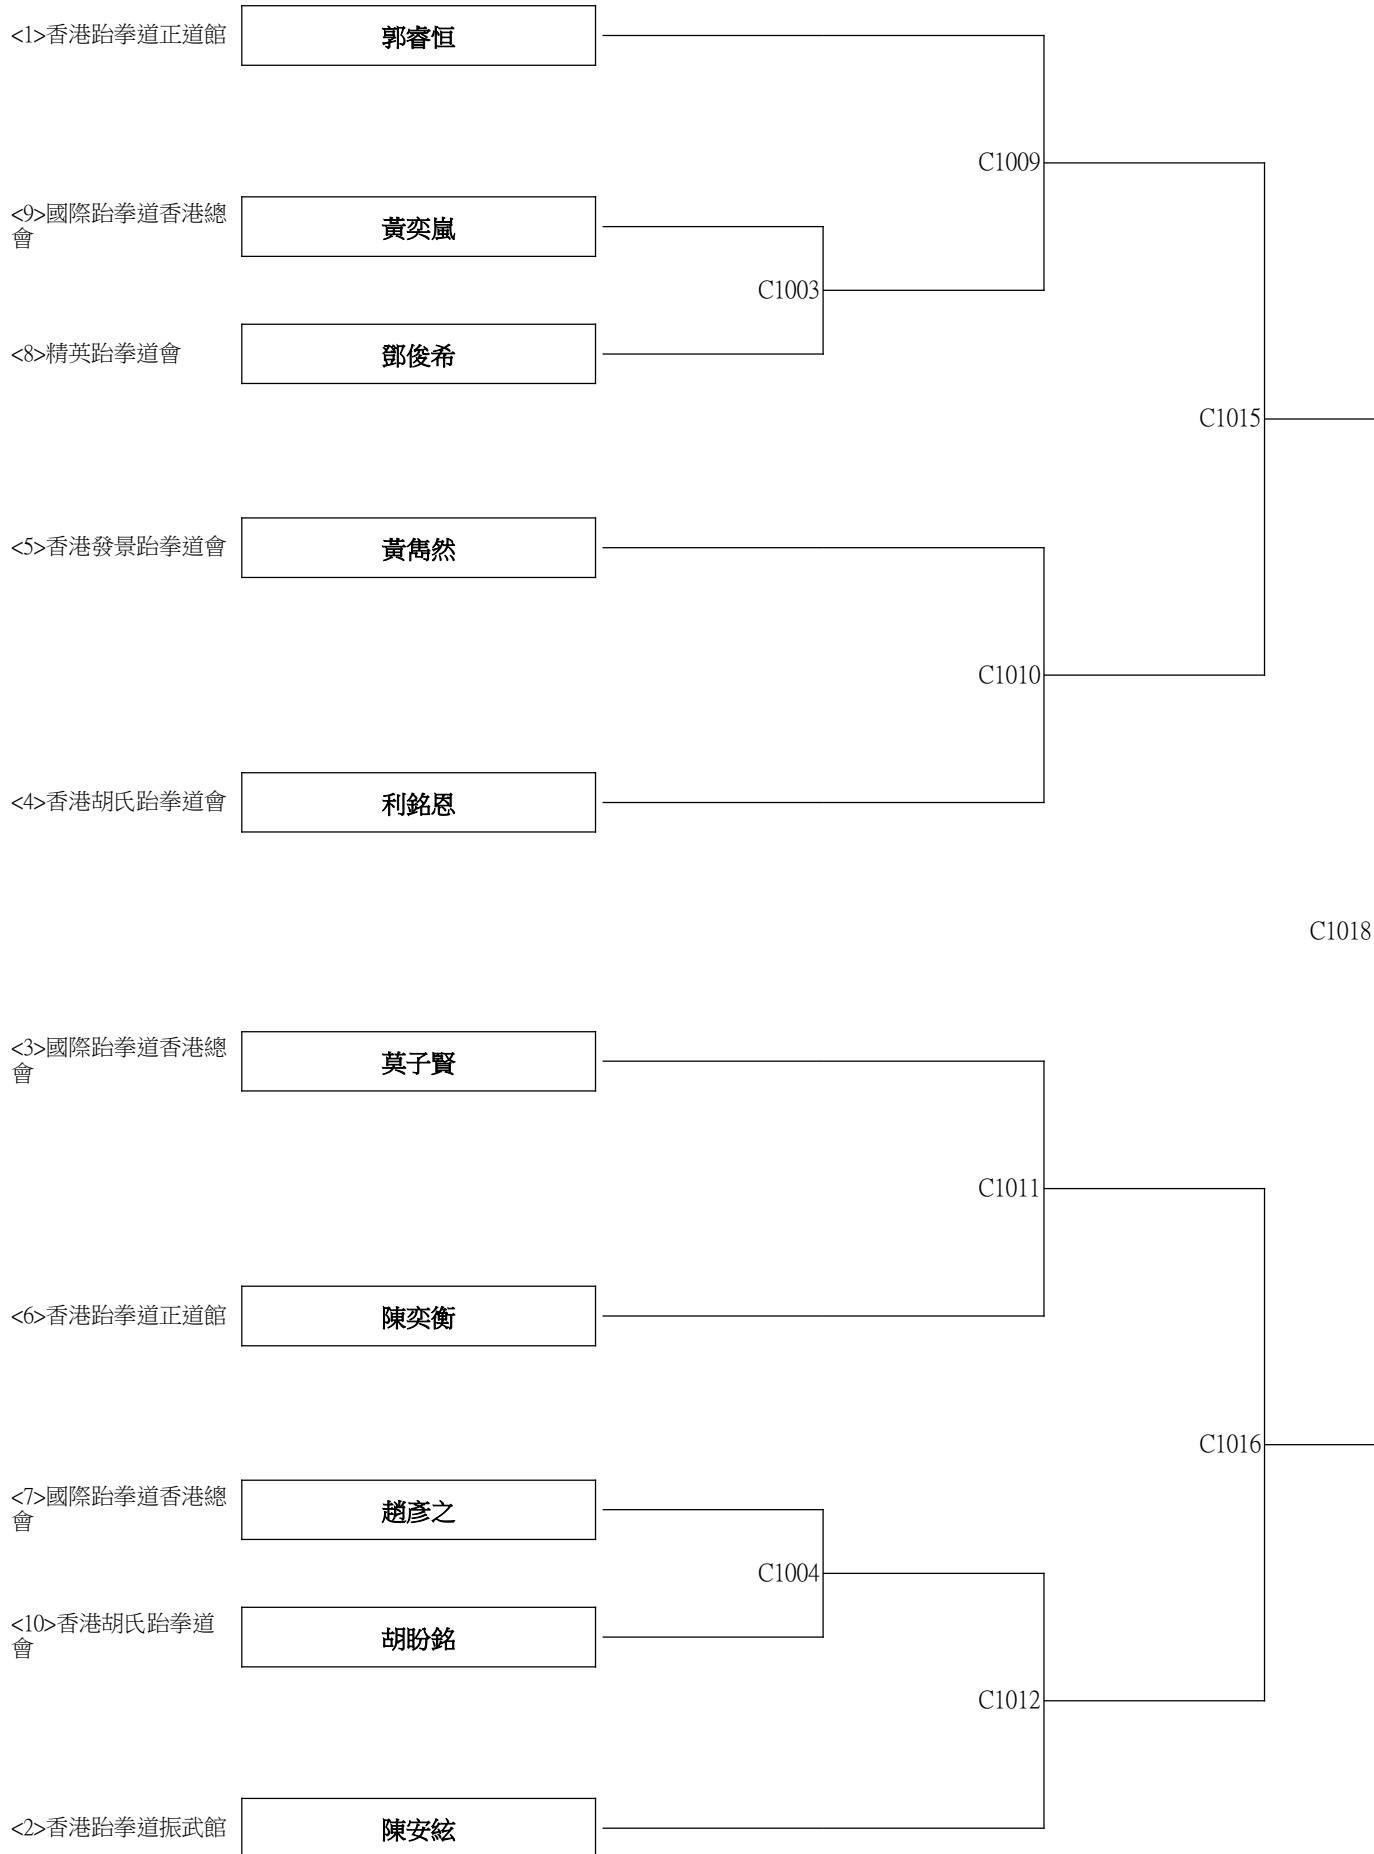 <1>香港跆拳道正道館
郭睿恒
C1009
<9>國際跆拳道香港總
會
黃奕嵐
C1003
<8>精英跆拳道會
鄧俊希
C1015
<5>香港發景跆拳道會
黃雋然
C1010
<4>香港胡氏跆拳道會
利銘恩
C1018
<3>國際跆拳道香港總
會
莫子賢
C1011
<6>香港跆拳道正道館
陳奕衡
C1016
<7>國際跆拳道香港總
會
趙彥之
C1004
<10>香港胡氏跆拳道
會
胡盼銘
C1012
<2>香港跆拳道振武館
陳安絃